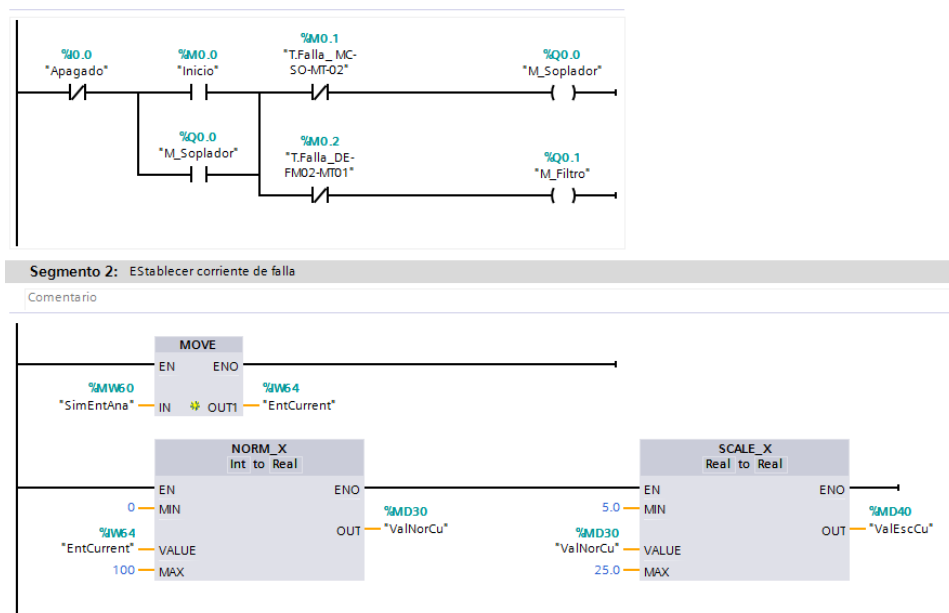 %I0.0
"Apagado"
%M0.0
"Inicio"
%M0.1
"T.Falla_ MC-
SO-MT-02"
%Q0.0
"M_Soplador"
%Q0.0
"M_Soplador"
%M0.2
"T.Falla_DE-
FM02-MT01"
%Q0.1
"M_Filtro"
Segmento 2: EStablecer corriente de falla
Comentario
MOVE
EN ENO
%MW60
"SimEntAna"
IN OUT1
%IW64
"EntCurrent"
NORM_X
Int to Real
EN ENO
0 MIN
%IW64
"EntCurrent" VALUE
100 MAX
OUT
%MD30
"ValNorCu"
SCALE_X
Real to Real
EN ENO
5.0 MIN
%MD30
"ValNorCu" VALUE
25.0 MAX
OUT
%MD40
"ValEscCu"